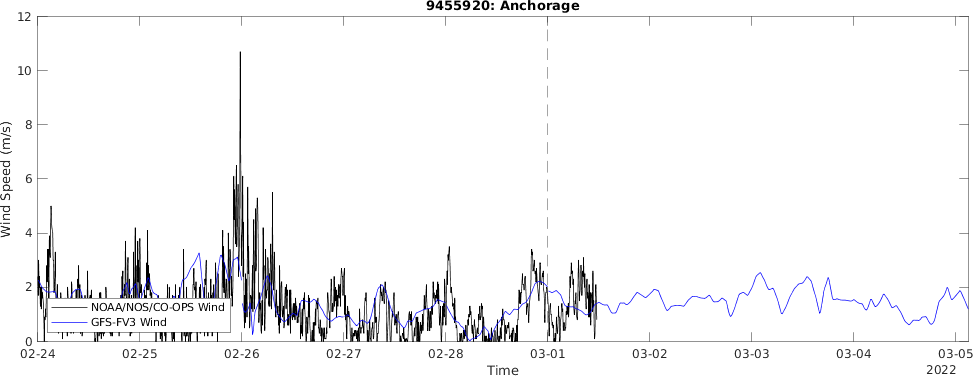 9455920: Anchorage
12
10
8
6
4
2
0
Wind Speed (m/s)
NOAA/NOS/CO-OPS Wind
GFS-FV3 Wind
02-24 02-25 02-26 02-27 02-28 03-01 03-02 03-03 03-04 03-05
Time
2022